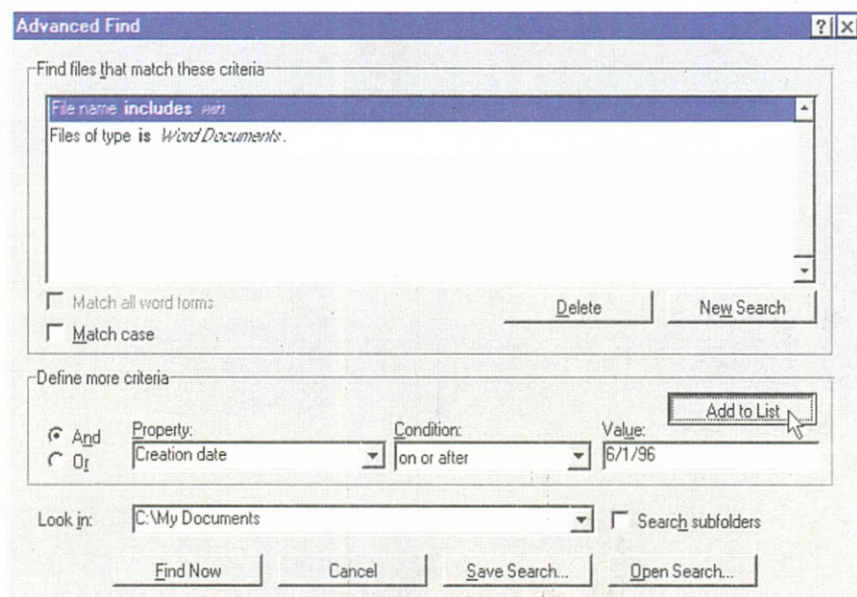 Advanced Find
Find files that match these criteria
File name includes
Files of type is Word Documents.
Match all word forms
Delete
New Search
Match case
Define more criteria
Add to List
And
Or
Property:
Condition:
Value:
Creation date
on or after
6/1/96
Look in:
C:\My Documents
Search subfolders
Find Now
Cancel
Save Search...
Open Search...